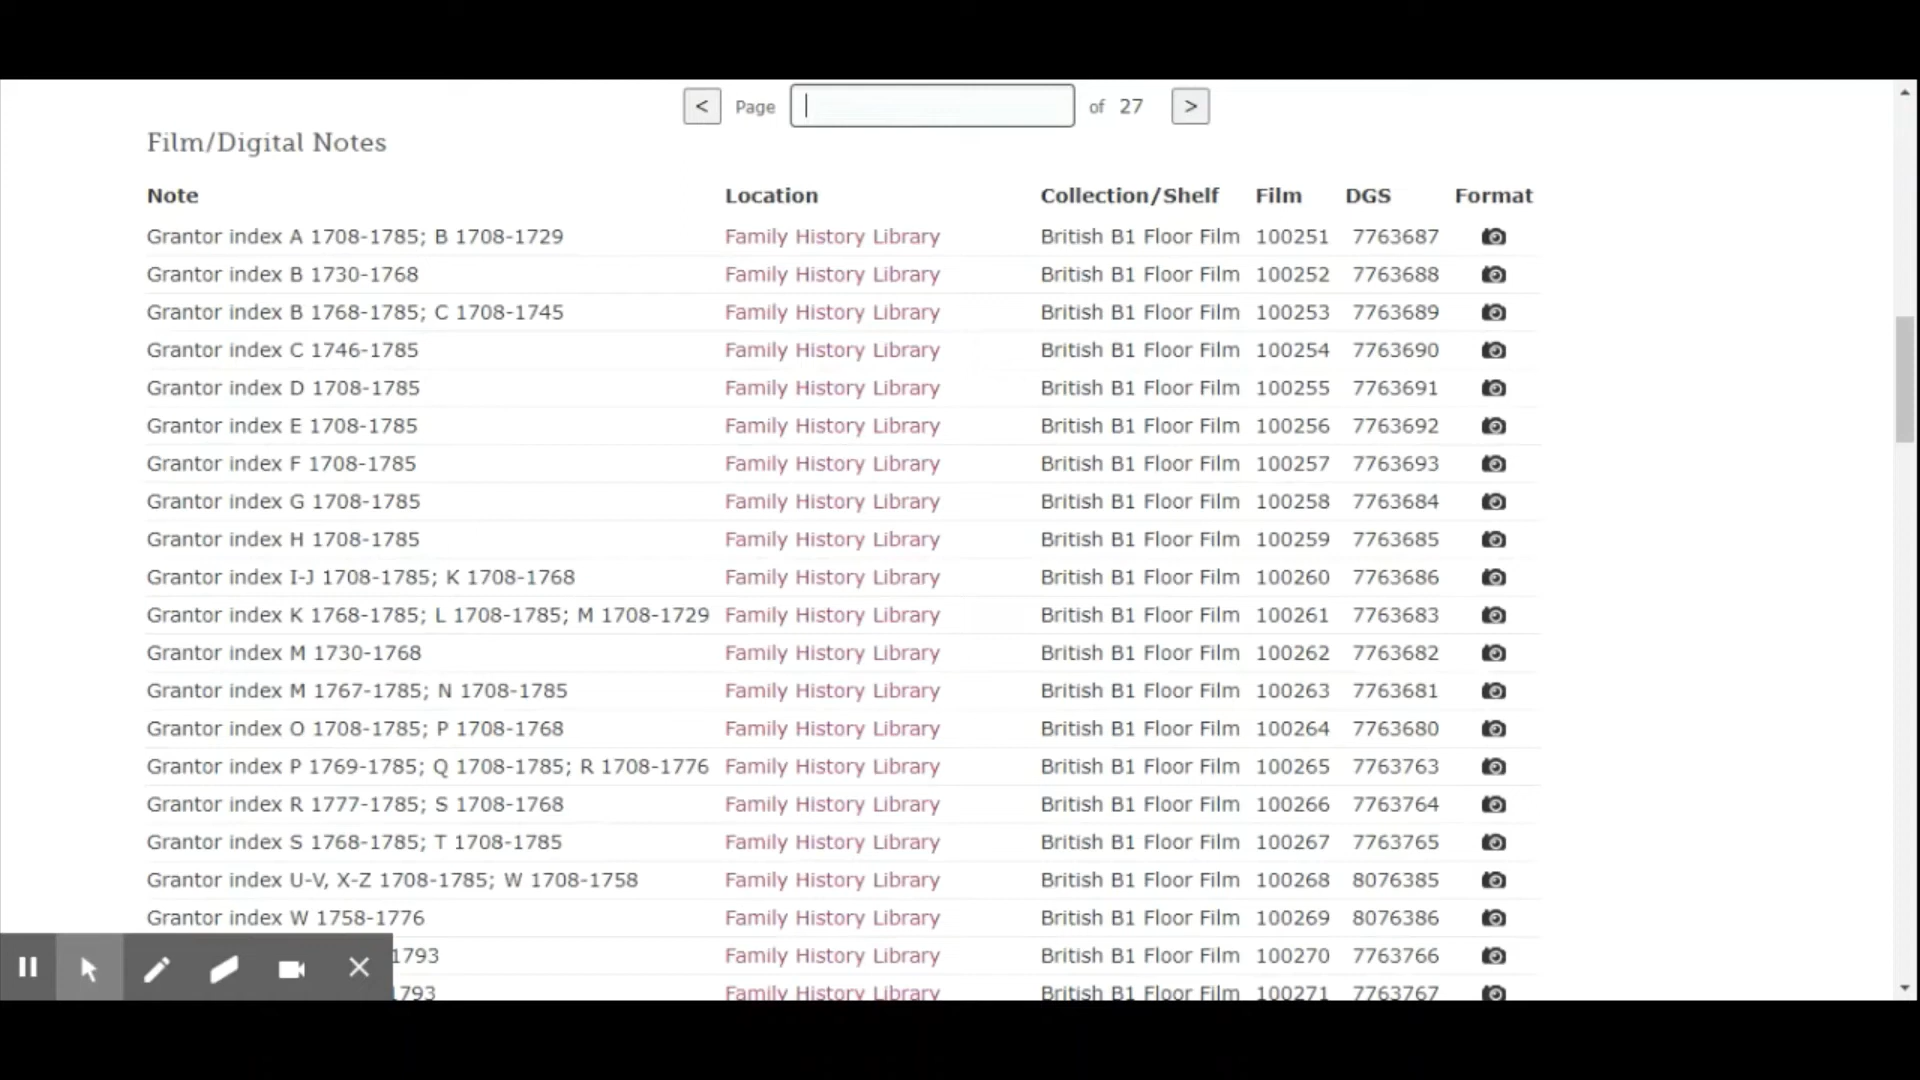 < Page of 27 >
Film/Digital Notes
Note Location Collection/Shelf Film DGS Format
Grantor index A 1708-1785; B 1708-1729 Family History Library British B1 Floor Film 100251 7763687
Grantor index B 1730-1768 Family History Library British B1 Floor Film 100252 7763688
Grantor index B 1768-1785; C 1708-1745 Family History Library British B1 Floor Film 100253 7763689
Grantor index C 1746-1785 Family History Library British B1 Floor Film 100254 7763690
Grantor index D 1708-1785 Family History Library British B1 Floor Film 100255 7763691
Grantor index E 1708-1785 Family History Library British B1 Floor Film 100256 7763692
Grantor index F 1708-1785 Family History Library British B1 Floor Film 100257 7763693
Grantor index G 1708-1785 Family History Library British B1 Floor Film 100258 7763684
Grantor index H 1708-1785 Family History Library British B1 Floor Film 100259 7763685
Grantor index I-J 1708-1785; K 1708-1768 Family History Library British B1 Floor Film 100260 7763686
Grantor index K 1768-1785; L 1708-1785; M 1708-1729 Family History Library British B1 Floor Film 100261 7763683
Grantor index M 1730-1768 Family History Library British B1 Floor Film 100262 7763682
Grantor index M 1767-1785; N 1708-1785 Family History Library British B1 Floor Film 100263 7763681
Grantor index O 1708-1785; P 1708-1768 Family History Library British B1 Floor Film 100264 7763680
Grantor index P 1769-1785; Q 1708-1785; R 1708-1776 Family History Library British B1 Floor Film 100265 7763763
Grantor index R 1777-1785; S 1708-1768 Family History Library British B1 Floor Film 100266 7763764
Grantor index S 1768-1785; T 1708-1785 Family History Library British B1 Floor Film 100267 7763765
Grantor index U-V, X-Z 1708-1785; W 1708-1758 Family History Library British B1 Floor Film 100268 8076385
Grantor index W 1758-1776 Family History Library British B1 Floor Film 100269 8076386
1793 Family History Library British B1 Floor Film 100270 7763766
1793 Family History Library British B1 Floor Film 100271 7763767